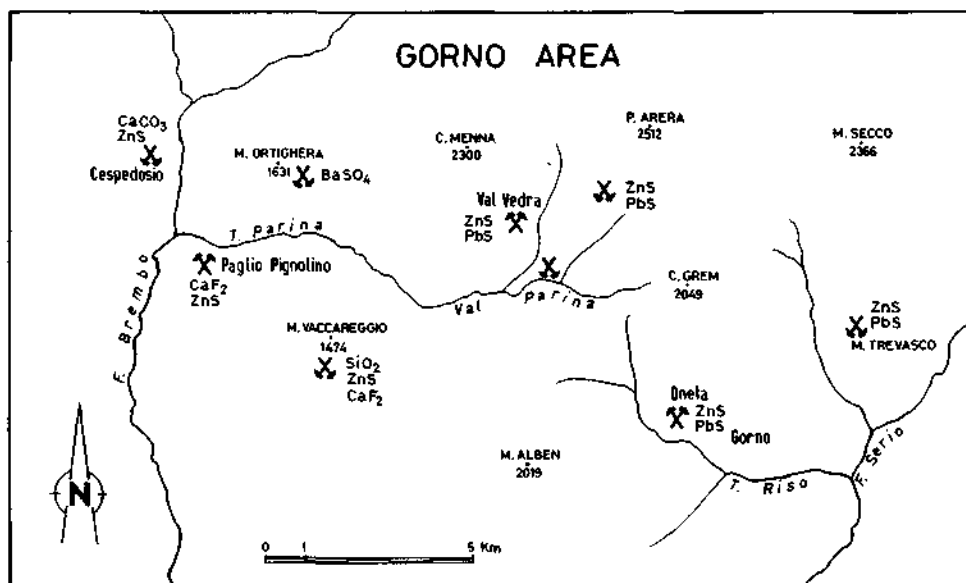 GORNO AREA
CaCO₃
ZnS
Cespedosio
M. ORTIGHERA
1631
BaSO₄
C. MENNA
2300
P. ARERA
2512
M. SECCO
2366
Val Vedra
ZnS
PbS
ZnS
PbS
T. Parina
Paglio Pignolino
CaF₂
ZnS
F. Brembo
Val Parina
C. GREM
2049
ZnS
PbS
M. TREVASCO
M. VACCAREGGIO
1474
SiO₂
ZnS
CaF₂
Oneta
ZnS
PbS
Gorno
M. ALBEN
2019
T. Riso
F. Serio
N
0 1 5 Km